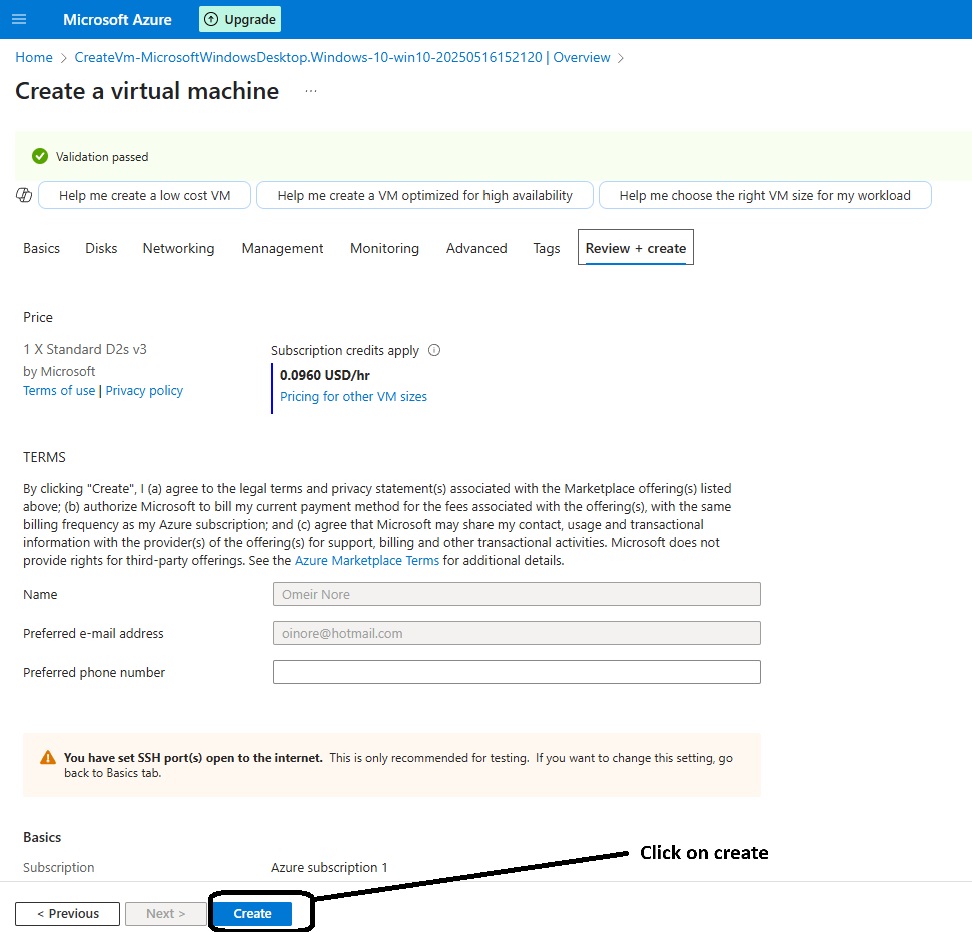 Microsoft Azure Upgrade
Home > CreateVm-MicrosoftWindowsDesktop.Windows-10-win10-20250516152120 | Overview >
Create a virtual machine ...
Validation passed
Help me create a low cost VM Help me create a VM optimized for high availability Help me choose the right VM size for my workload
Basics Disks Networking Management Monitoring Advanced Tags Review + create
Price
1 X Standard D2s v3
by Microsoft
Terms of use | Privacy policy
Subscription credits apply
0.0960 USD/hr
Pricing for other VM sizes
TERMS
By clicking "Create", I (a) agree to the legal terms and privacy statement(s) associated with the Marketplace offering(s) listed
above; (b) authorize Microsoft to bill my current payment method for the fees associated with the offering(s), with the same
billing frequency as my Azure subscription; and (c) agree that Microsoft may share my contact, usage and transactional
information with the provider(s) of the offering(s) for support, billing and other transactional activities. Microsoft does not
provide rights for third-party offerings. See the Azure Marketplace Terms for additional details.
Name Omeir Nore
Preferred e-mail address oinore@hotmail.com
Preferred phone number
You have set SSH port(s) open to the internet. This is only recommended for testing. If you want to change this setting, go
back to Basics tab.
Basics
Subscription Azure subscription 1
Click on create
< Previous Next > Create